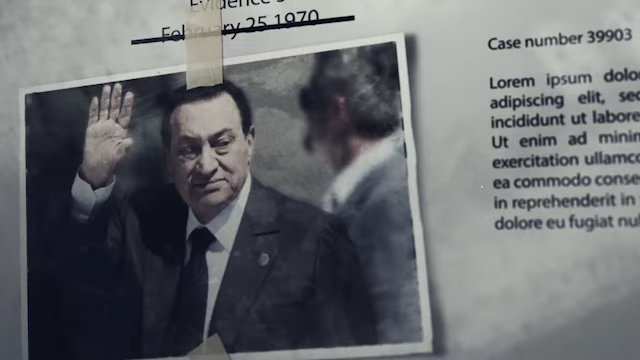 Evidence
February 25 1970
Case number 39903
Lorem ipsum dolo
adipiscing elit, sed
incididunt ut labore
Ut enim ad minim
exercitation ullamco
ea commodo conse
in reprehenderit in
dolore eu fugiat nul